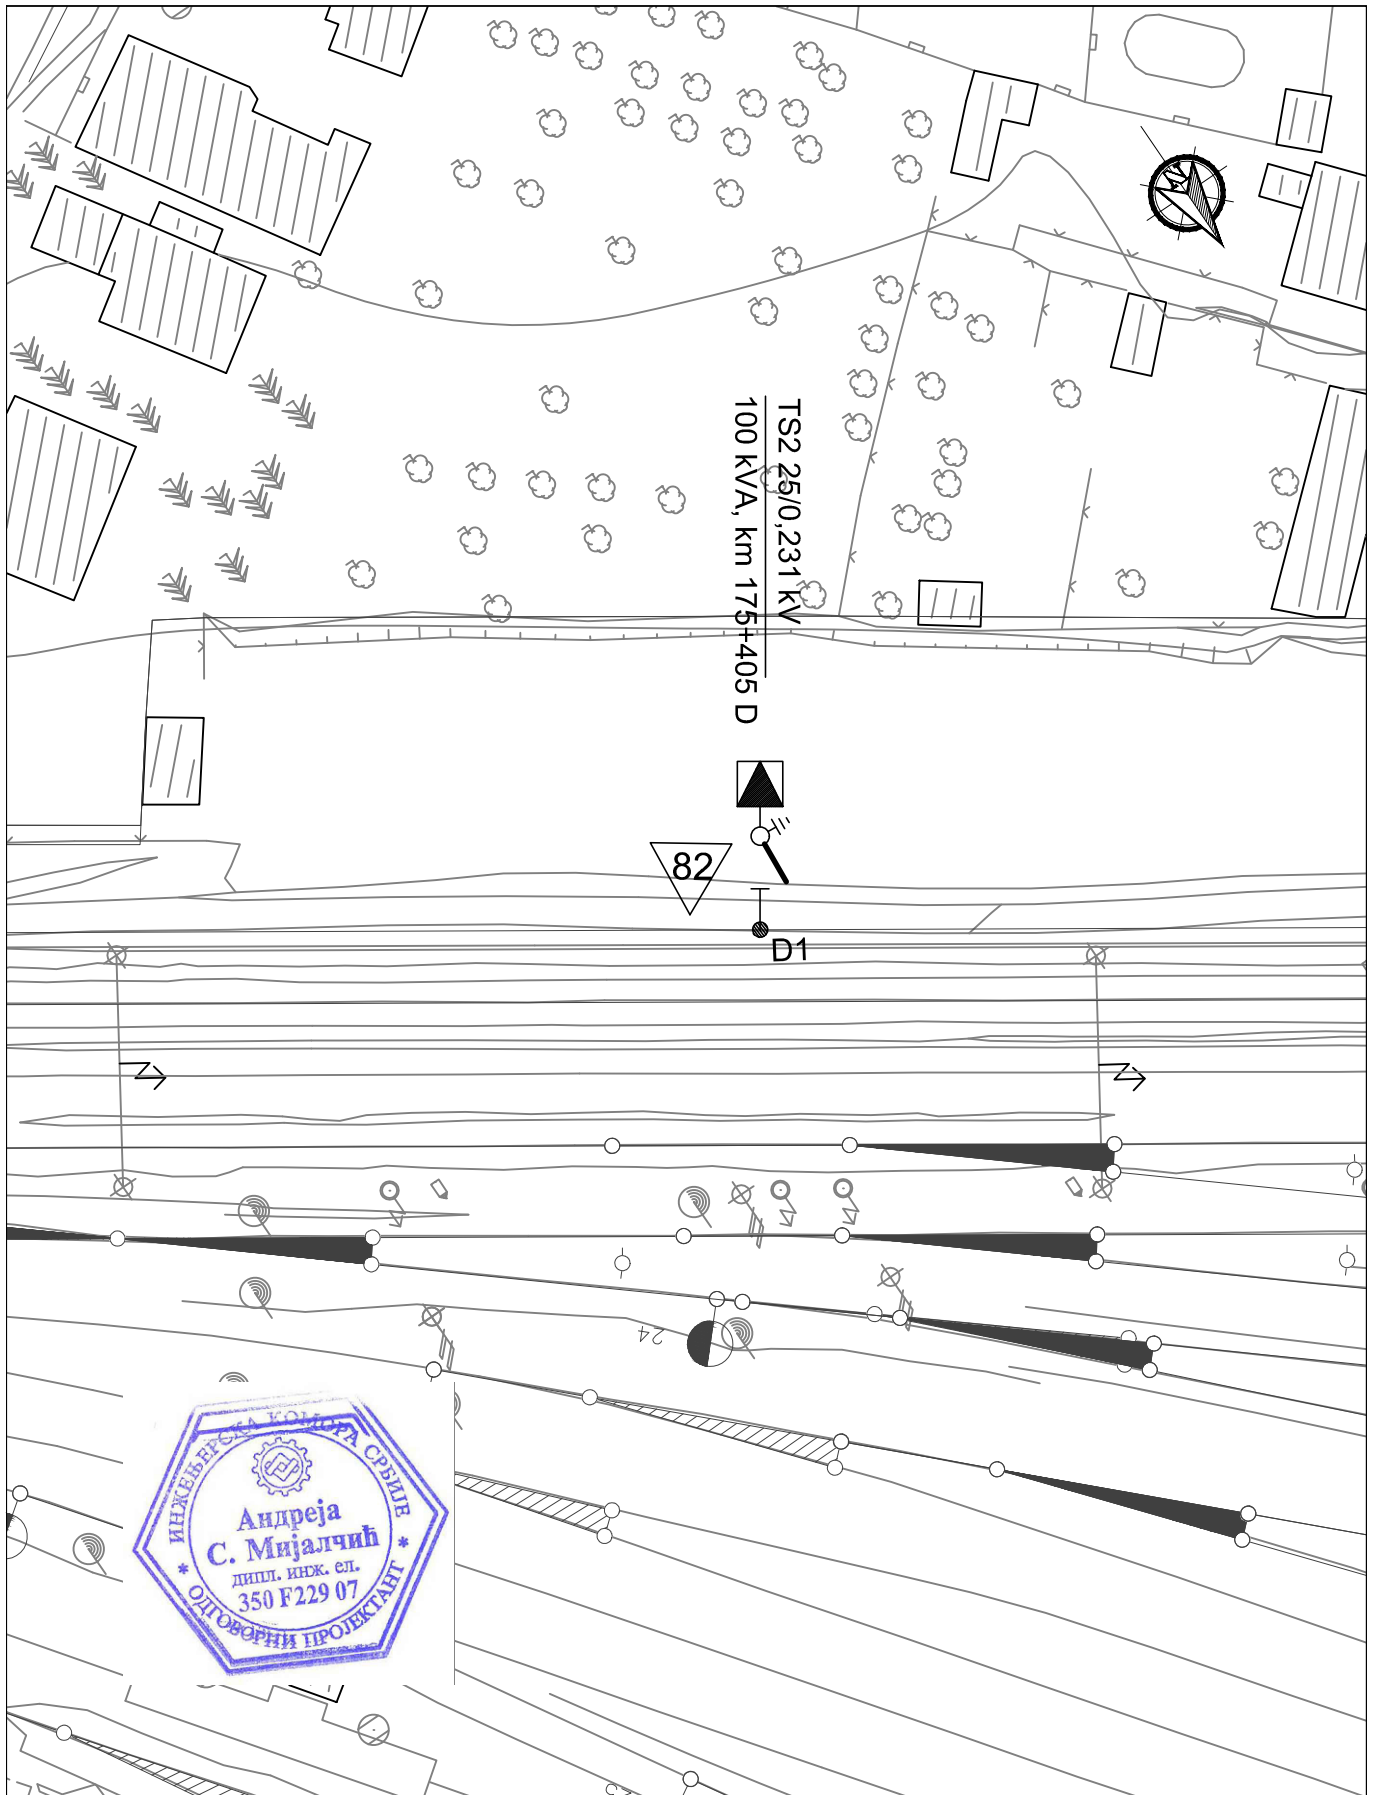 TS2 25/0,231 kV
100 kVA, km 175+405 D
82
D1
24
ИНЖЕЊЕРСКА КОМОРА СРБИЈЕ
Андреја
С. Мијалчић
дипл. инж. ел.
350 F229 07
* ОДГОВОРНИ ПРОЈЕКТАНТ *